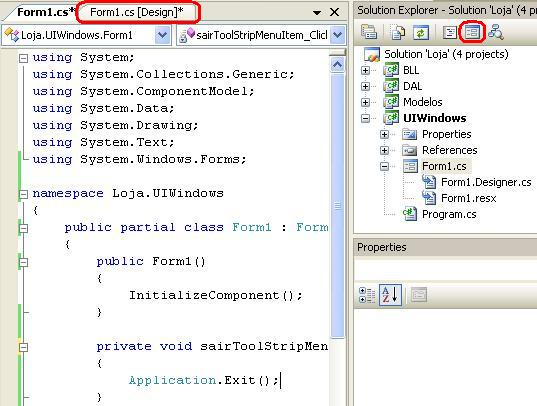 Form1.cs* Form1.cs [Design]*
Loja.UIWindows.Form1 sairToolStripMenuItem_Clicl
using System;
using System.Collections.Generic;
using System.ComponentModel;
using System.Data;
using System.Drawing;
using System.Text;
using System.Windows.Forms;
namespace Loja.UIWindows
{
public partial class Form1 : Form
{
public Form1()
{
InitializeComponent();
}
private void sairToolStripMen
{
Application.Exit();
}
Solution Explorer - Solution 'Loja' (4 projects)
Solution 'Loja' (4 projects)
BLL
DAL
Modelos
UIWindows
Properties
References
Form1.cs
Form1.Designer.cs
Form1.resx
Program.cs
Properties